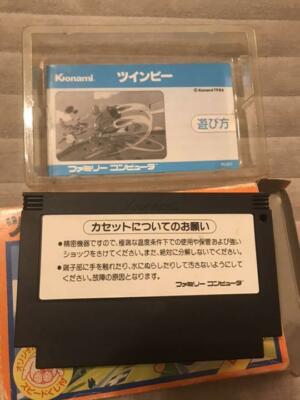 Konami
ツインビー
©Konami 1986
遊び方
ファミリー コンピュータ
カセットについてのお願い
●精密機器ですので、極端な温度条件下での使用や保管および強い
ショックをさけてください。また、絶対に分解しないでください。
●端子部に手を触れたり、水にぬらしたりして汚さないようにして
ください。故障の原因となります。
ファミリー コンピュータ
スピードくじ